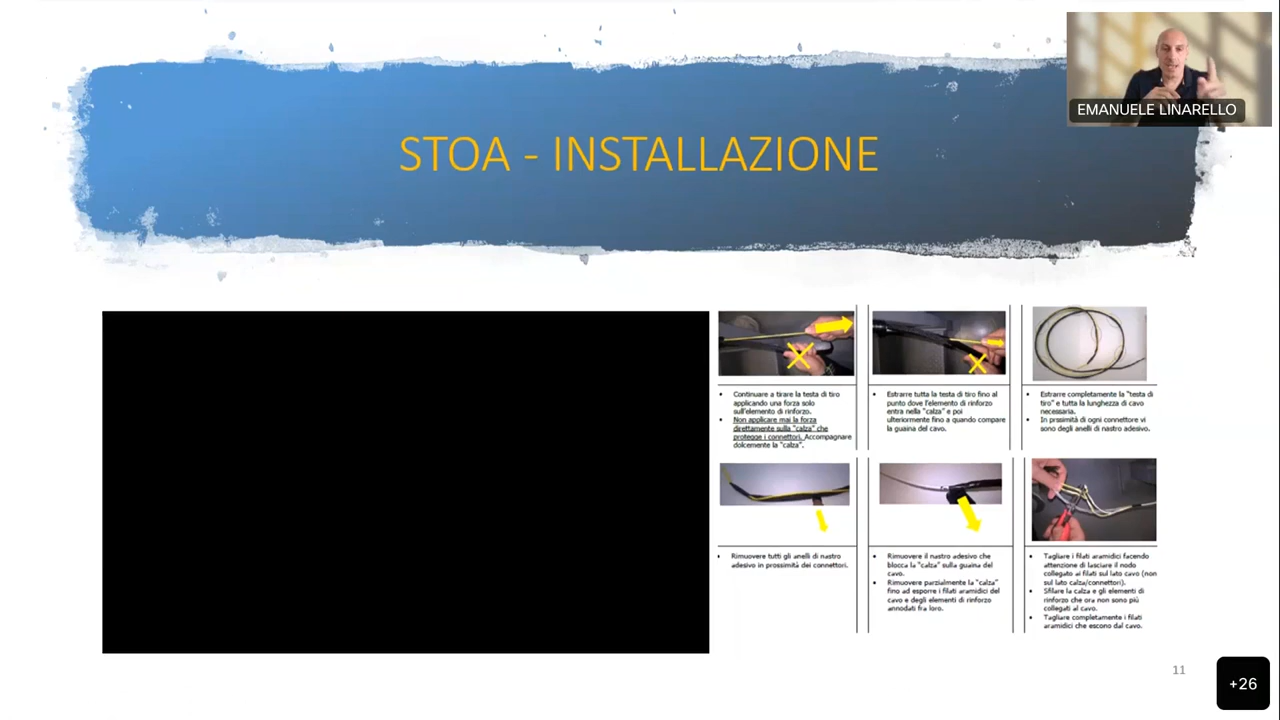 EMANUELE LINARELLO
STOA - INSTALLAZIONE
• Continuare a tirare la testa di tiro
applicando una forza solo
sull'elemento di rinforzo.
• Non applicare mai la forza
direttamente sulla "calza" che
protegge i connettori. Accompagnare
dolcemente la "calza".
• Estrarre tutta la testa di tiro fino al
punto dove l'elemento di rinforzo
entra nella "calza" e poi
ulteriormente fino a quando compare
la guaina del cavo.
• Estrarre completamente la "testa di
tiro" e tutta la lunghezza di cavo
necessaria.
• In prssimità di ogni connettore vi
sono degli anelli di nastro adesivo.
• Rimuovere tutti gli anelli di nastro
adesivo in prossimità dei connettori.
• Rimuovere il nastro adesivo che
blocca la "calza" sulla guaina del
cavo.
• Rimuovere parzialmente la "calza"
fino ad esporre i filati aramidici del
cavo e degli elementi di rinforzo
annodati fra loro.
• Tagliare i filati aramidici facendo
attenzione di lasciare il nodo
collegato ai filati sul lato cavo (non
sul lato calza/connettori).
• Sfilare la calza e gli elementi di
rinforzo che ora non sono più
collegati al cavo.
• Tagliare completamente i filati
aramidici che escono dal cavo.
11
+26